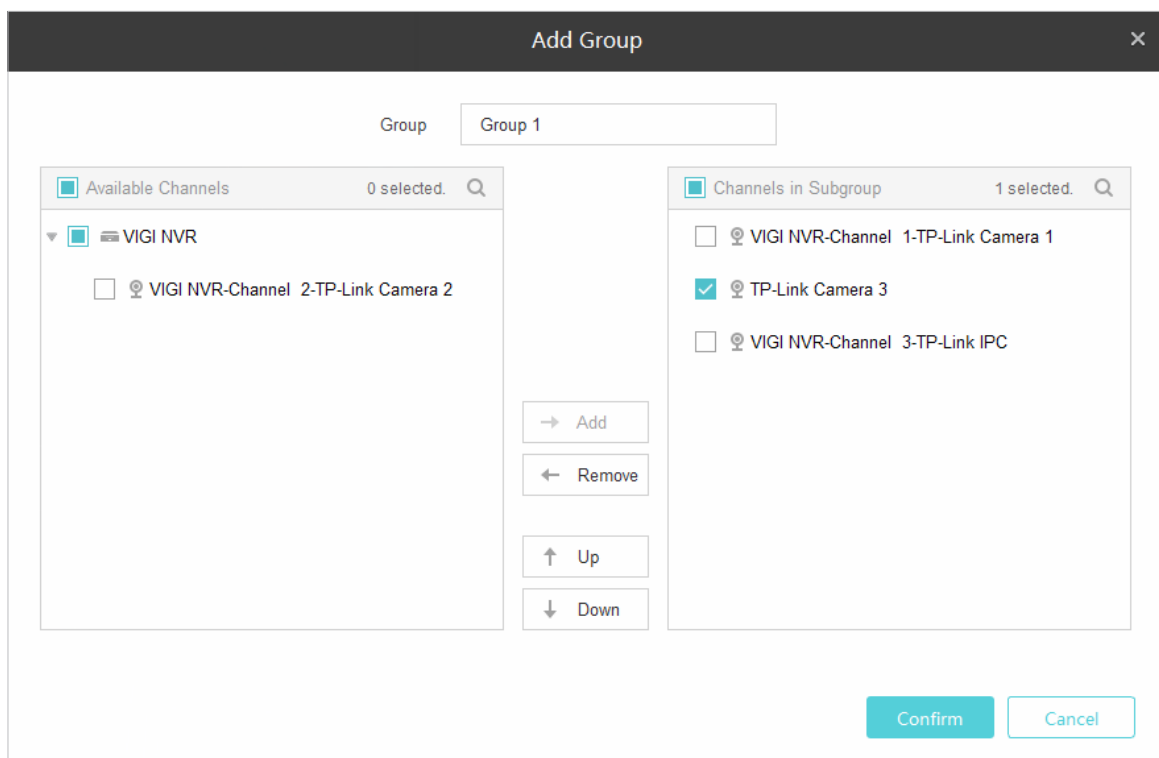 Add Group
Group Group 1
Available Channels 0 selected.
VIGI NVR
VIGI NVR-Channel 2-TP-Link Camera 2
Channels in Subgroup 1 selected.
VIGI NVR-Channel 1-TP-Link Camera 1
TP-Link Camera 3
VIGI NVR-Channel 3-TP-Link IPC
Add
Remove
Up
Down
Confirm Cancel